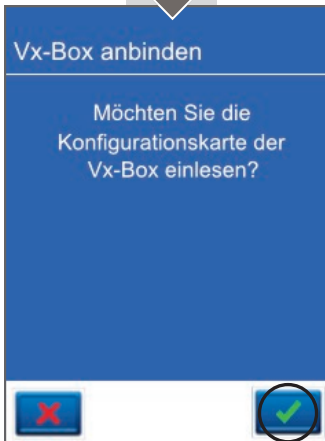 Vx-Box anbinden
Möchten Sie die
Konfigurationskarte der
Vx-Box einlesen?